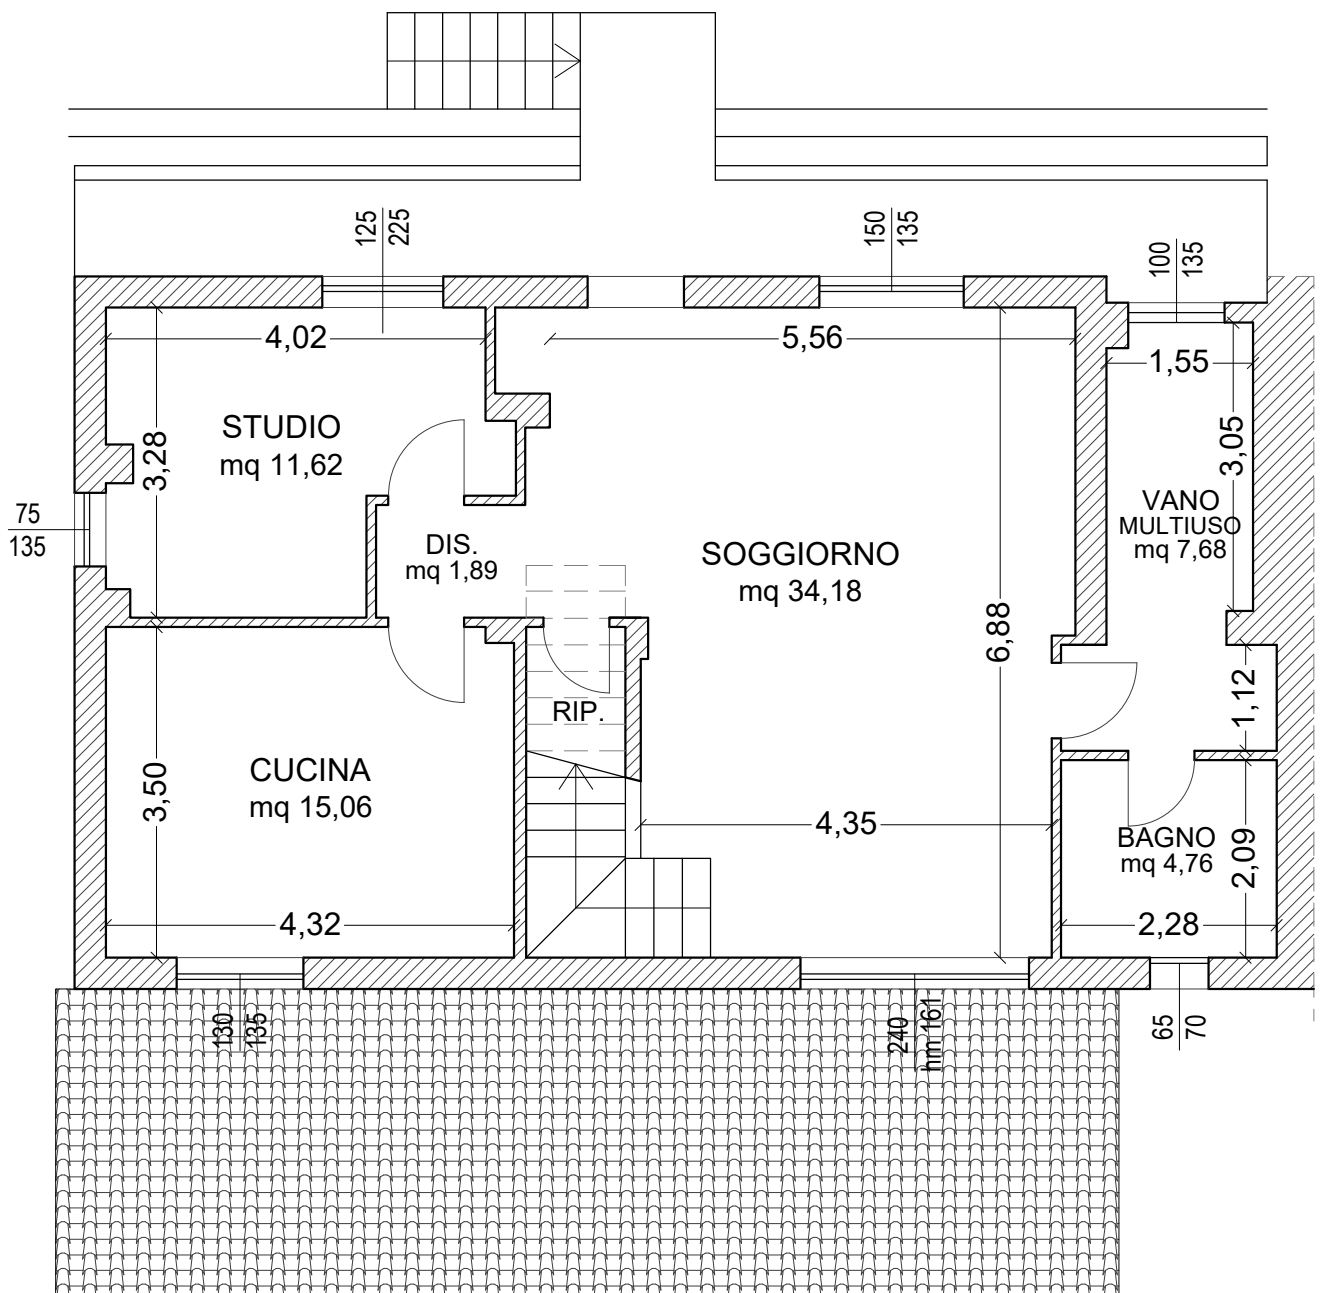 125
225
150
135
100
135
4,02
5,56
1,55
STUDIO
mq 11,62
3,28
3,05
75
135
VANO
MULTIUSO
mq 7,68
DIS.
mq 1,89
SOGGIORNO
mq 34,18
6,88
RIP.
1,12
CUCINA
mq 15,06
3,50
4,35
BAGNO
mq 4,76
2,09
4,32
2,28
130
135
240
hm 161
65
70